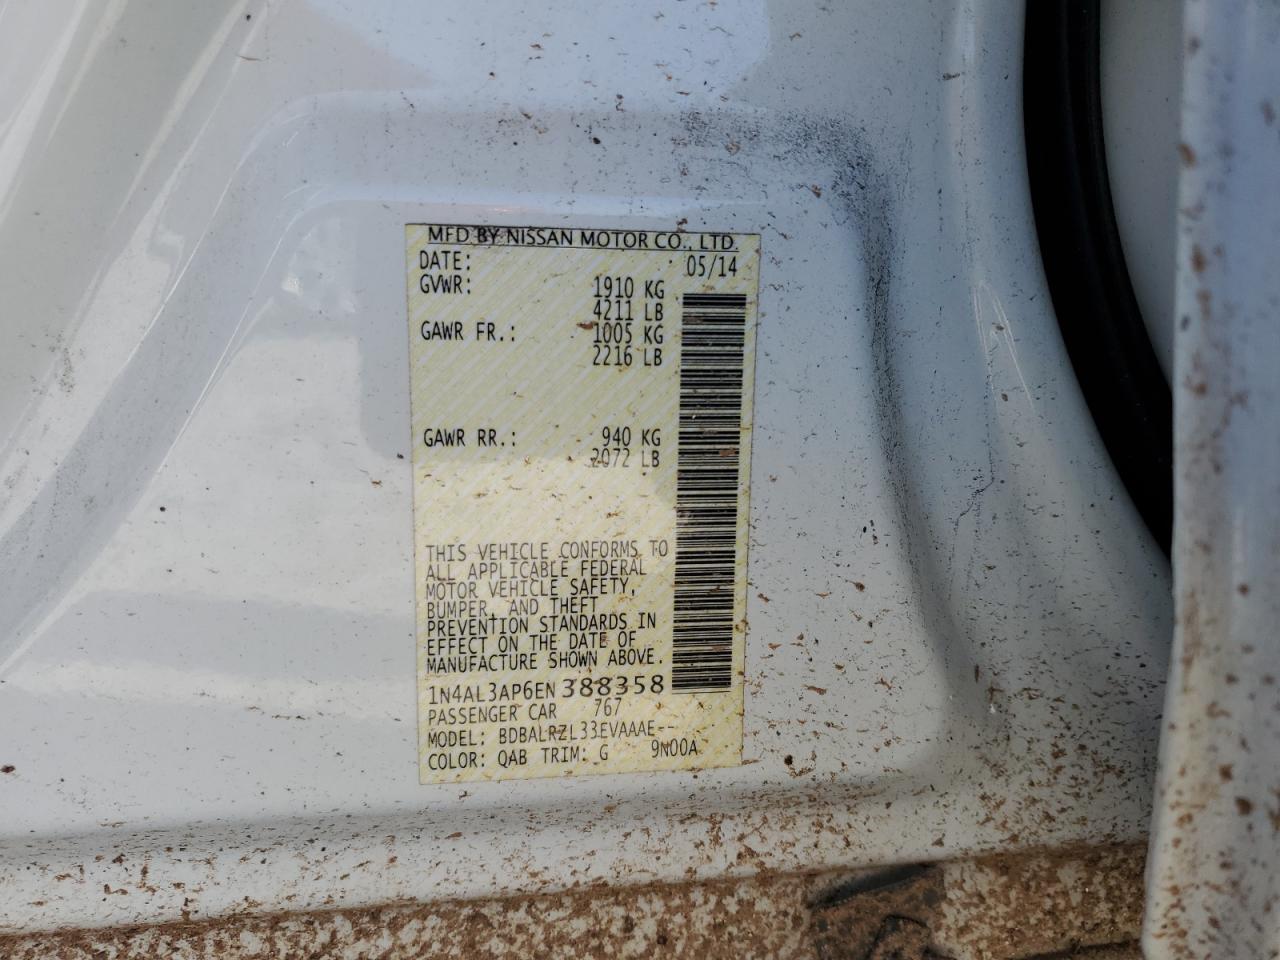 MFD BY NISSAN MOTOR CO., LTD.
DATE: 05/14
GVWR: 1910 KG
4211 LB
GAWR FR.: 1005 KG
2216 LB
GAWR RR.: 940 KG
2072 LB
THIS VEHICLE CONFORMS TO
ALL APPLICABLE FEDERAL
MOTOR VEHICLE SAFETY,
BUMPER, AND THEFT
PREVENTION STANDARDS IN
EFFECT ON THE DATE OF
MANUFACTURE SHOWN ABOVE.
1N4AL3AP6EN388358
PASSENGER CAR 767
MODEL: BDBALRZL33EVAAAE--
COLOR: QAB TRIM: G 9N00A